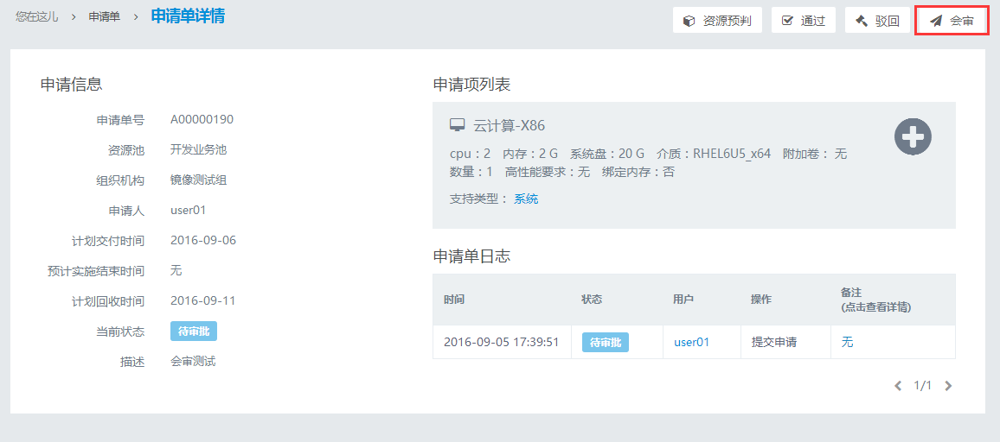 您在这儿 > 申请单 > 申请单详情
资源预判 通过 驳回 会审
申请信息
申请单号 A00000190
资源池 开发业务池
组织机构 镜像测试组
申请人 user01
计划交付时间 2016-09-06
预计实施结束时间 无
计划回收时间 2016-09-11
当前状态 待审批
描述 会审测试
申请项列表
云计算-X86
cpu：2 内存：2 G 系统盘：20 G 介质：RHEL6U5_x64 附加卷： 无
数量：1 高性能要求：无 绑定内存：否
支持类型： 系统
申请单日志
时间 状态 用户 操作 备注
(点击查看详情)
2016-09-05 17:39:51 待审批 user01 提交申请 无
1/1